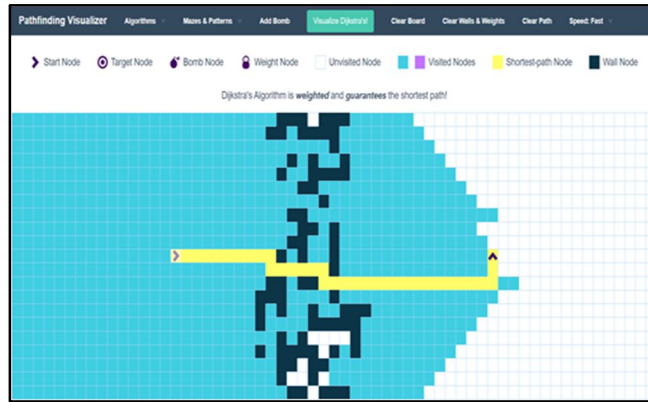 Pathfinding Visualizer Algorithms Mazes & Patterns Add Bomb Visualize Dijkstra's! Clear Board Clear Walls & Weights Clear Path Speed: Fast
Start Node Target Node Bomb Node Weight Node Unvisited Node Visited Nodes Shortest-path Node Wall Node
Dijkstra's Algorithm is weighted and guarantees the shortest path!